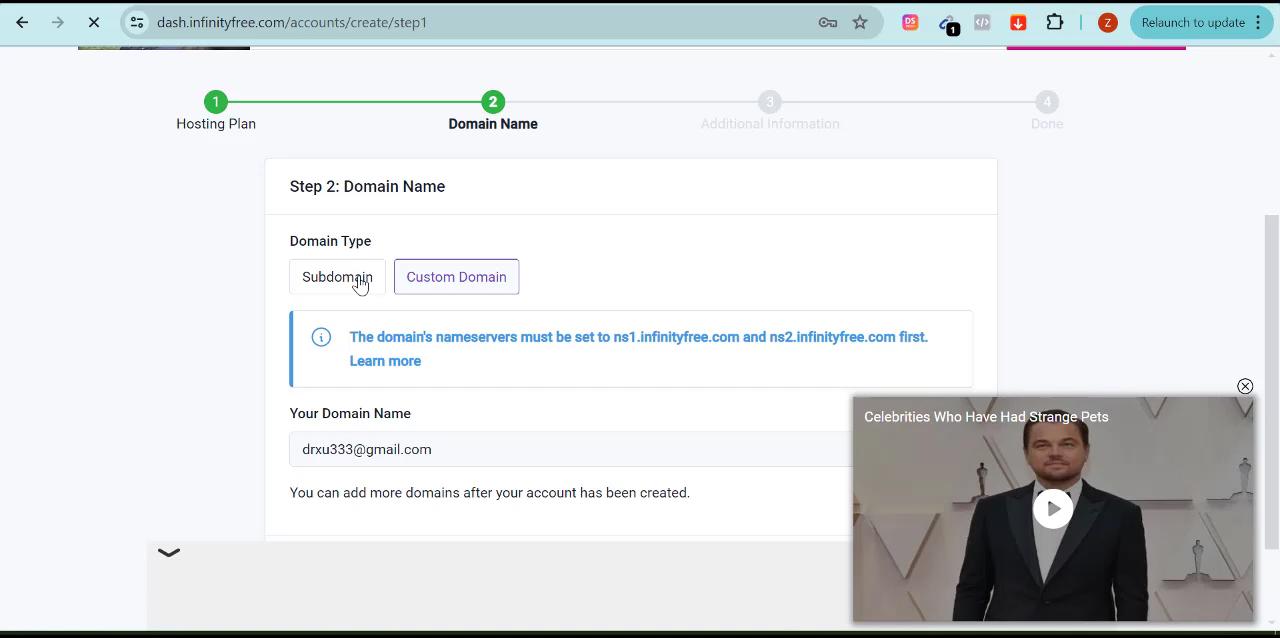 dash.infinityfree.com/accounts/create/step1
DS
1
Z
Relaunch to update
1
2
3
4
Hosting Plan
Domain Name
Additional Information
Done
Step 2: Domain Name
Domain Type
Subdomain
Custom Domain
The domain's nameservers must be set to ns1.infinityfree.com and ns2.infinityfree.com first.
Learn more
Your Domain Name
drxu333@gmail.com
You can add more domains after your account has been created.
Celebrities Who Have Had Strange Pets